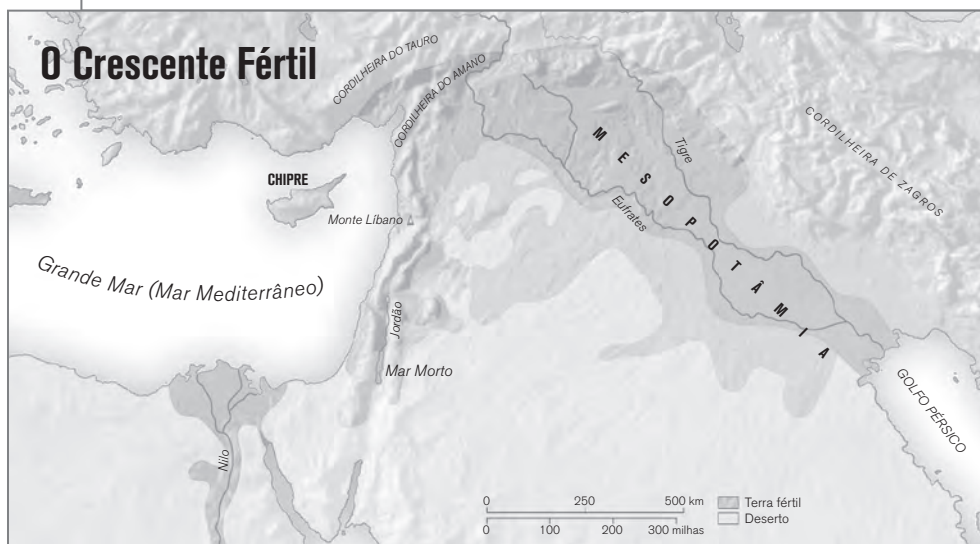 O Crescente Fértil
CORDILHEIRA DO TAURO
CORDILHEIRA DO AMANO
CORDILHEIRA DE ZAGROS
MESOPOTÂMIA
Tigre
Eufrates
CHIPRE
Monte Líbano
Grande Mar (Mar Mediterrâneo)
Jordão
Mar Morto
GOLFO PÉRSICO
Nilo
0 250 500 km
0 100 200 300 milhas
Terra fértil
Deserto